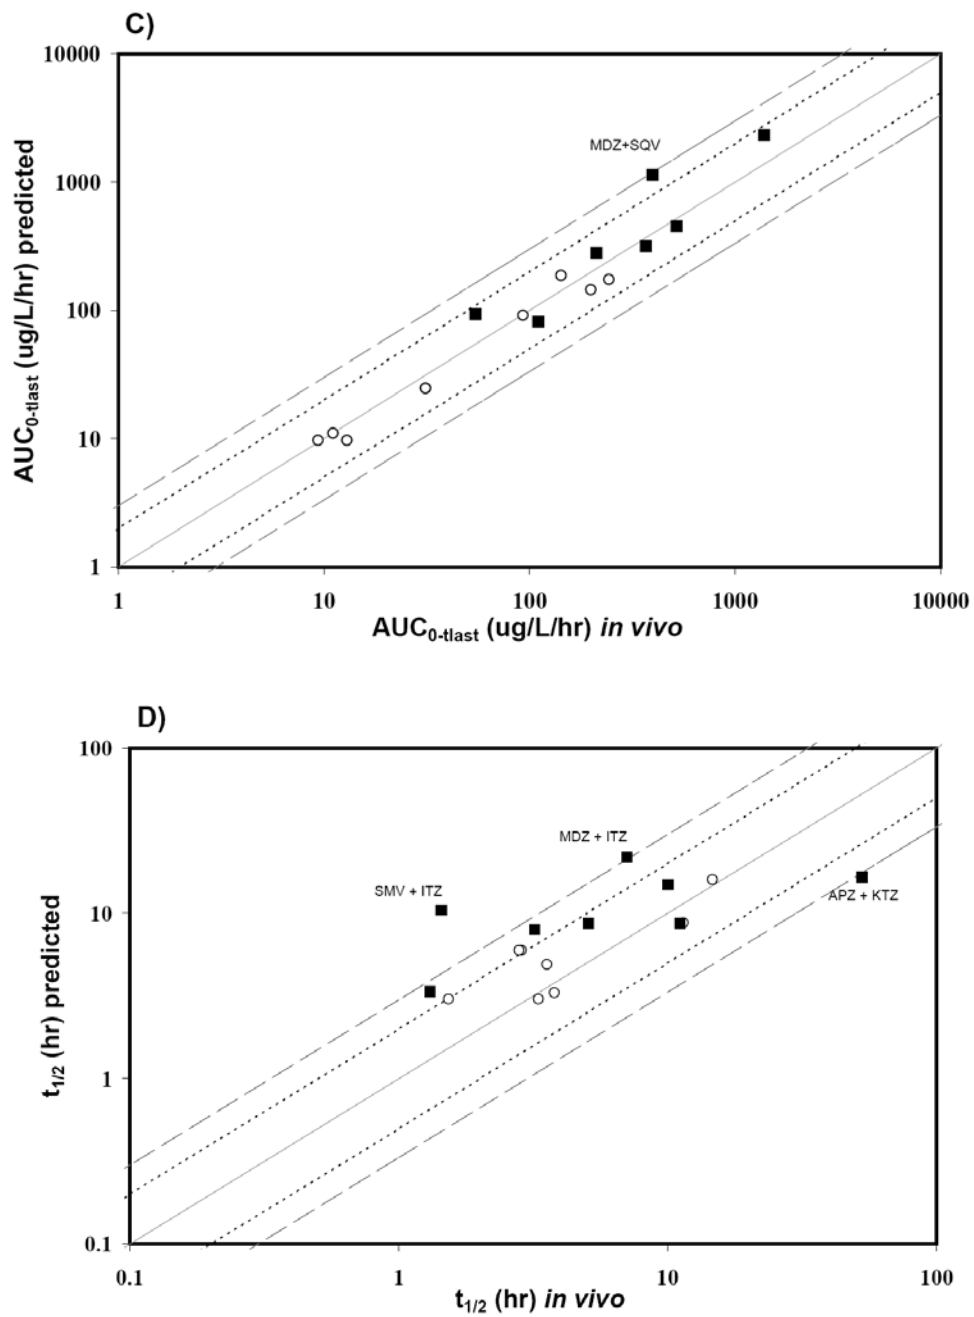 C)
10000
1000
100
10
1
AUC0-tlast (ug/L/hr) predicted
MDZ+SQV
1 10 100 1000 10000
AUC0-tlast (ug/L/hr) in vivo
D)
100
10
1
0.1
t1/2 (hr) predicted
MDZ + ITZ
SMV + ITZ
APZ + KTZ
0.1 1 10 100
t1/2 (hr) in vivo